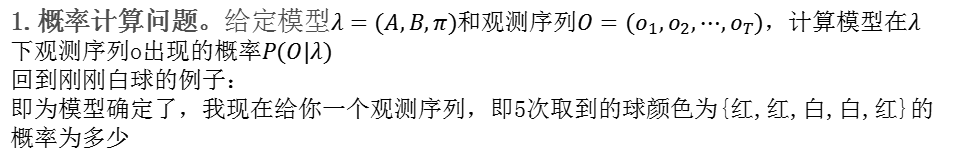 1. 概率计算问题。给定模型λ = (A, B, π)和观测序列O = (o₁, o₂, ⋯, o_T)，计算模型在λ
下观测序列o出现的概率P(O|λ)
回到刚刚白球的例子：
即为模型确定了，我现在给你一个观测序列，即5次取到的球颜色为{红,红,白,白,红}的
概率为多少